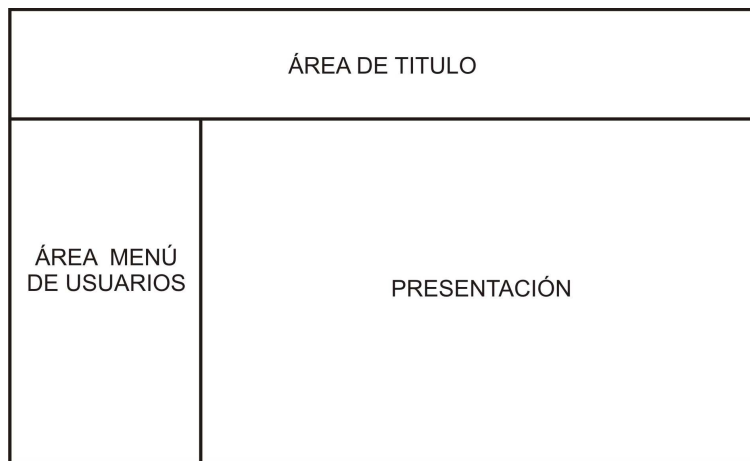 ÁREA DE TITULO
ÁREA MENÚ
DE USUARIOS
PRESENTACIÓN